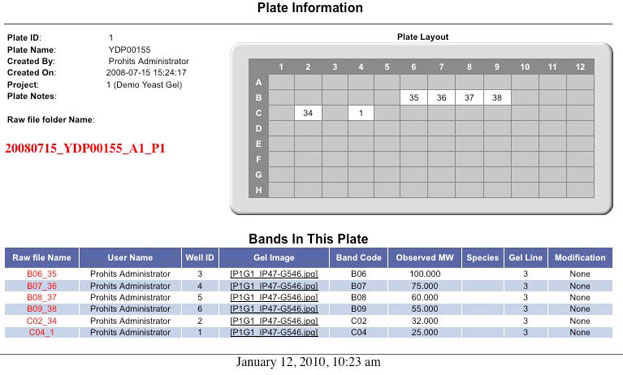 Plate Information
Plate ID: 1
Plate Name: YDP00155
Created By: Prohits Administrator
Created On: 2008-07-15 15:24:17
Project: 1 (Demo Yeast Gel)
Plate Notes:
Raw file folder Name:
20080715_YDP00155_A1_P1
Plate Layout
1 2 3 4 5 6 7 8 9 10 11 12
A
B 35 36 37 38
C 34 1
D
E
F
G
H
Bands In This Plate
Raw file Name User Name Well ID Gel Image Band Code Observed MW Species Gel Line Modification
B06_35 Prohits Administrator 3 [P1G1_IP47-G546.jpg] B06 100.000 3 None
B07_36 Prohits Administrator 4 [P1G1_IP47-G546.jpg] B07 75.000 3 None
B08_37 Prohits Administrator 5 [P1G1_IP47-G546.jpg] B08 60.000 3 None
B09_38 Prohits Administrator 6 [P1G1_IP47-G546.jpg] B09 55.000 3 None
C02_34 Prohits Administrator 2 [P1G1_IP47-G546.jpg] C02 32.000 3 None
C04_1 Prohits Administrator 1 [P1G1_IP47-G546.jpg] C04 25.000 3 None
January 12, 2010, 10:23 am